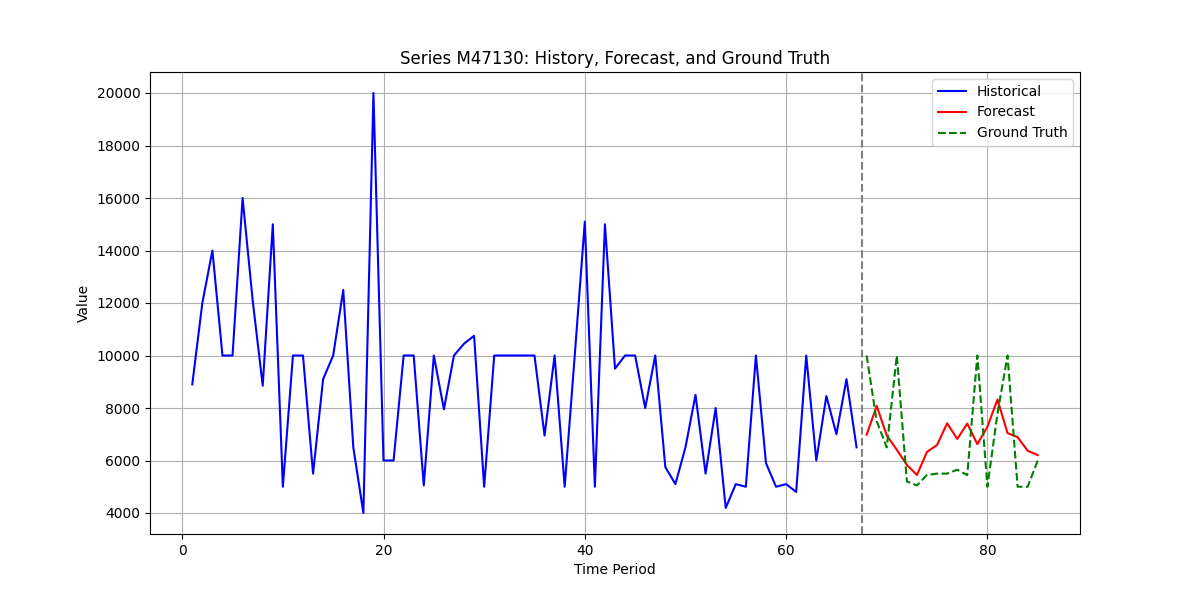 Series M47130: History, Forecast, and Ground Truth
20000
18000
16000
14000
12000
10000
8000
6000
4000
Value
0
20
40
60
80
Time Period
Historical
Forecast
Ground Truth